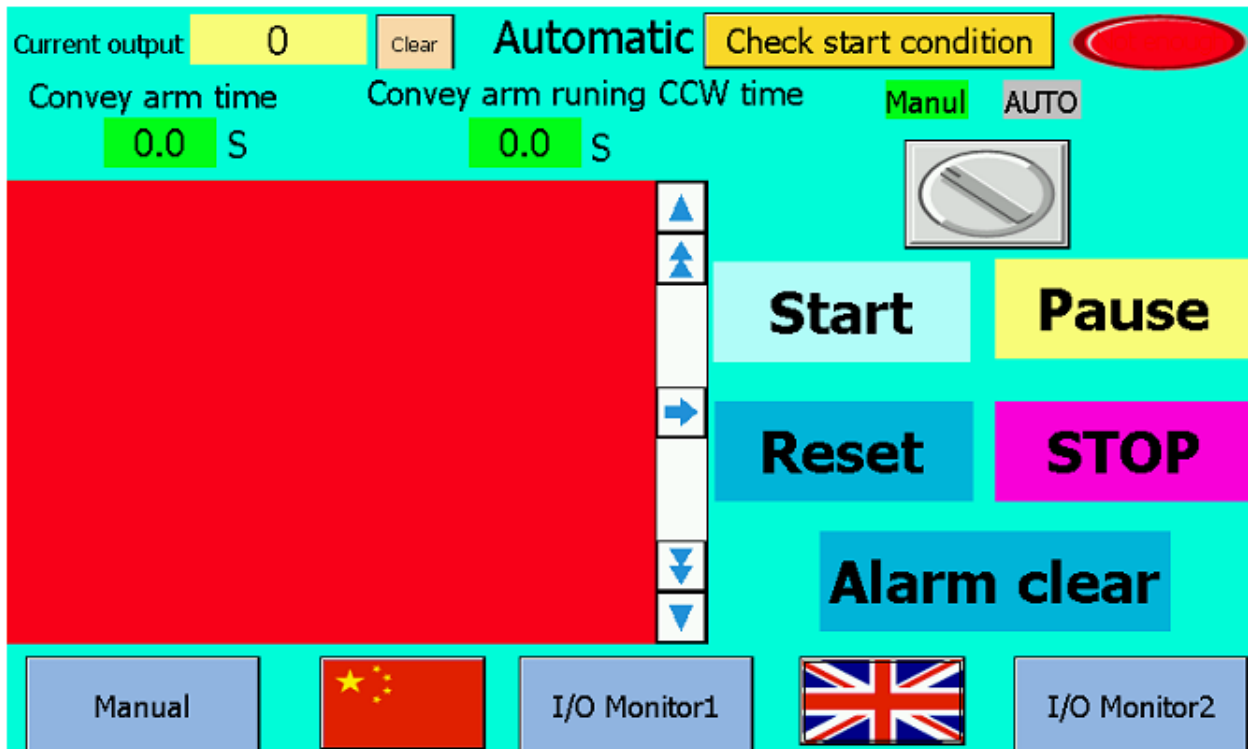 Current output 0 Clear Automatic Check start condition
Convey arm time Convey arm runing CCW time Manul AUTO
0.0 S 0.0 S
Start Pause
Reset STOP
Alarm clear
Manual I/O Monitor1 I/O Monitor2